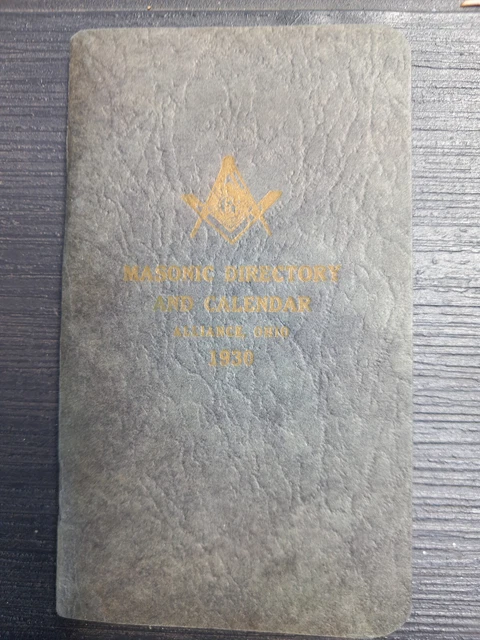 MASONIC DIRECTORY
AND CALENDAR
ALLIANCE, OHIO
1930